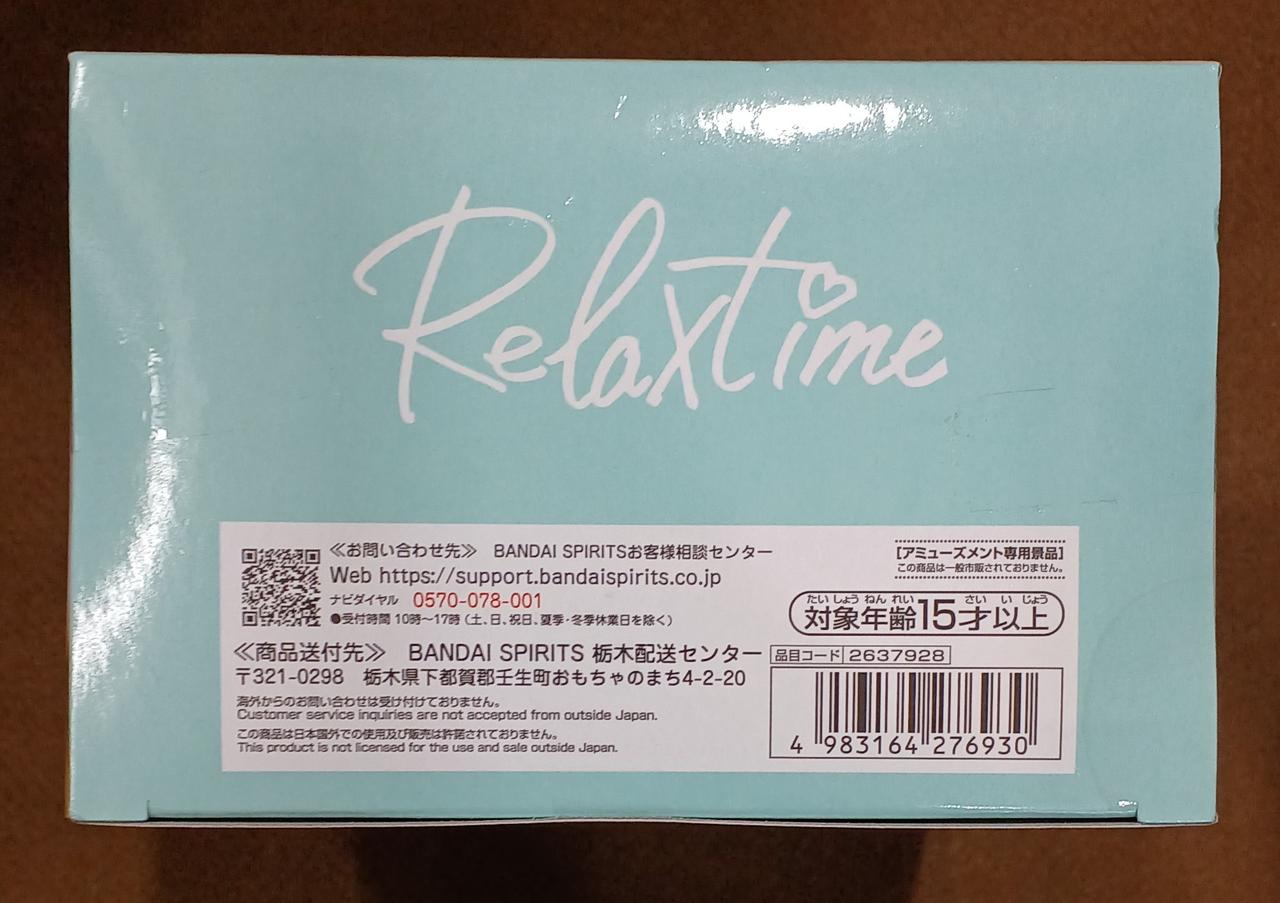 Relaxtime
≪お問い合わせ先≫ BANDAI SPIRITSお客様相談センター
Web https://support.bandaispirits.co.jp
ナビダイヤル 0570-078-001
●受付時間 10時〜17時(土、日、祝日、夏季・冬季休業日を除く)
≪商品送付先≫ BANDAI SPIRITS 栃木配送センター
〒321-0298 栃木県下都賀郡壬生町おもちゃのまち4-2-20
海外からのお問い合わせは受け付けておりません。
Customer service inquiries are not accepted from outside Japan.
この商品は日本国外での使用及び販売は許諾されておりません。
This product is not licensed for the use and sale outside Japan.
[アミューズメント専用景品]
この商品は一般市販されておりません。
たいしょうねんれい さい いじょう
対象年齢15才以上
品目コード 2637928
4 983164 276930